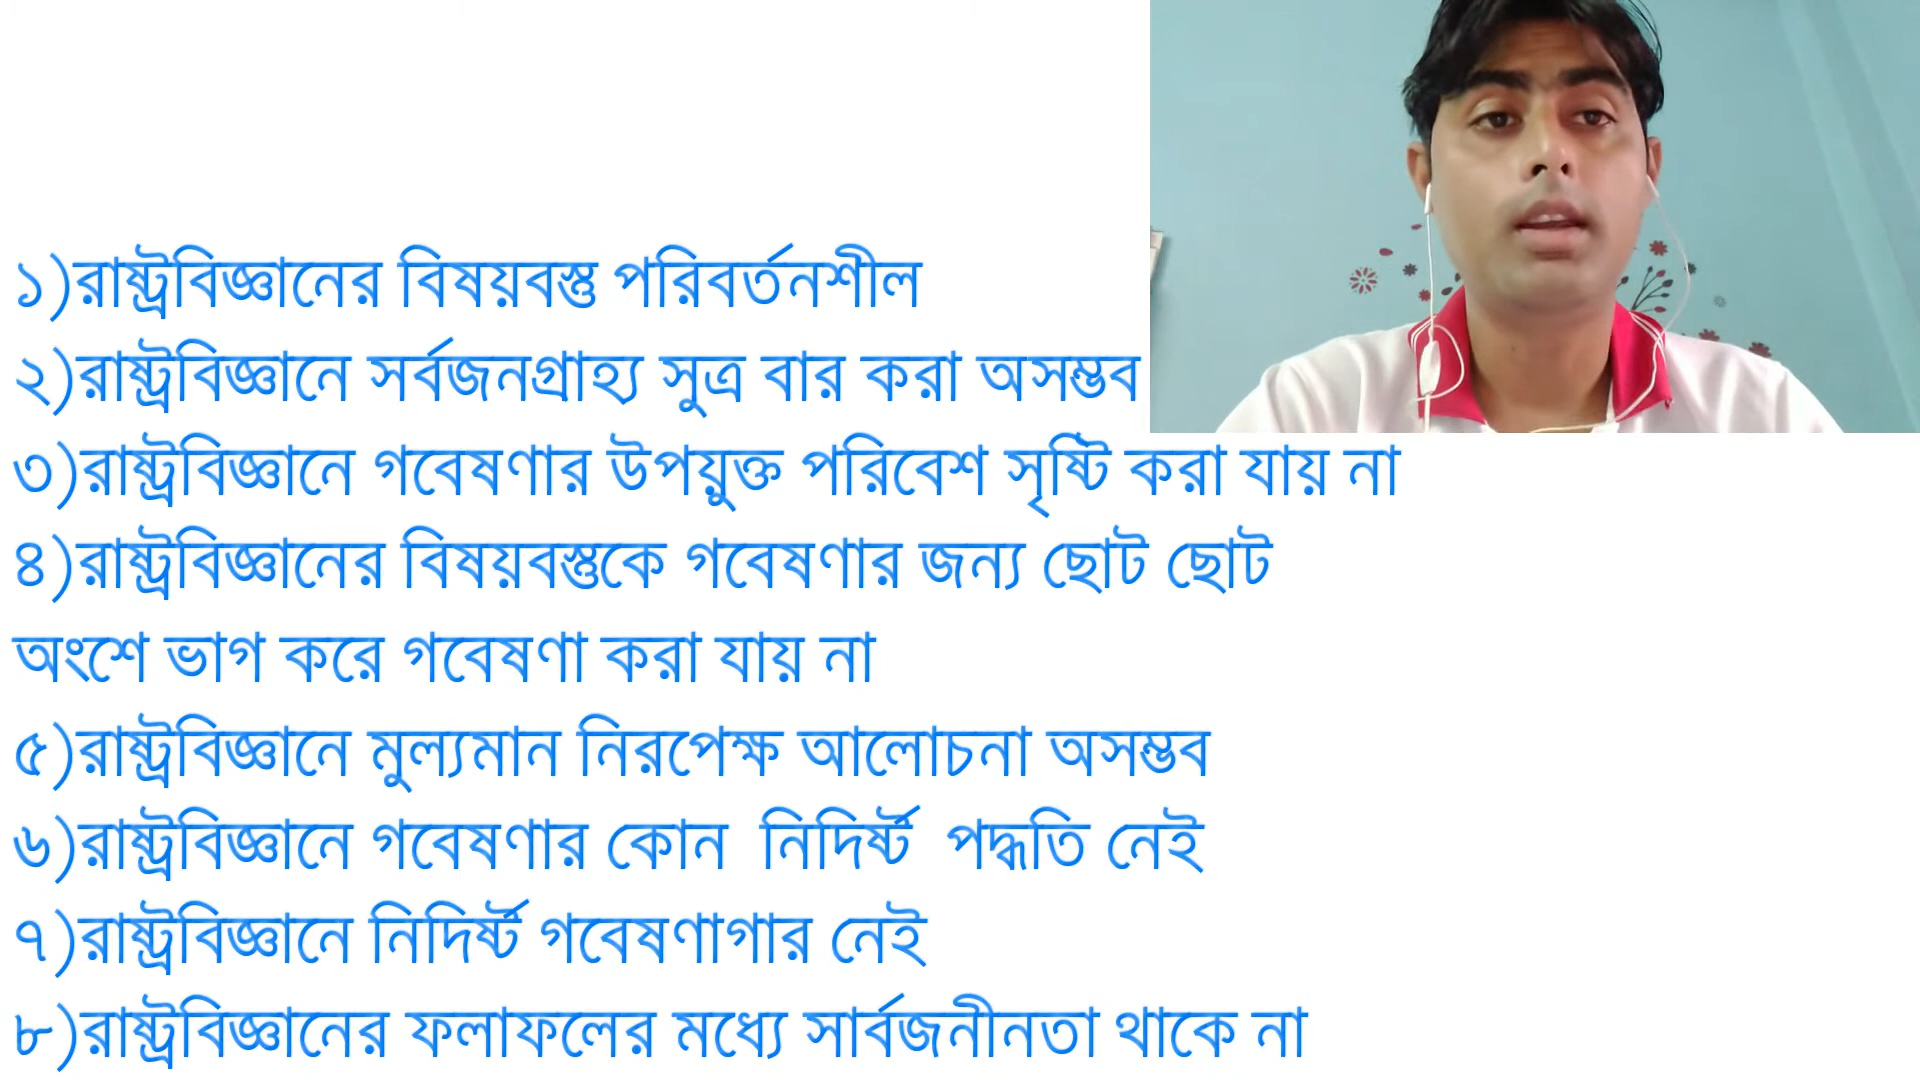 ১)রাষ্ট্রবিজ্ঞানের বিষয়বস্তু পরিবর্তনশীল
২)রাষ্ট্রবিজ্ঞানে সর্বজনগ্রাহ্য সুত্র বার করা অসম্ভব
৩)রাষ্ট্রবিজ্ঞানে গবেষণার উপযুক্ত পরিবেশ সৃষ্টি করা যায় না
৪)রাষ্ট্রবিজ্ঞানের বিষয়বস্তুকে গবেষণার জন্য ছোট ছোট
অংশে ভাগ করে গবেষণা করা যায় না
৫)রাষ্ট্রবিজ্ঞানে মুল্যমান নিরপেক্ষ আলোচনা অসম্ভব
৬)রাষ্ট্রবিজ্ঞানে গবেষণার কোন নিদির্ষ্ট পদ্ধতি নেই
৭)রাষ্ট্রবিজ্ঞানে নিদির্ষ্ট গবেষণাগার নেই
৮)রাষ্ট্রবিজ্ঞানের ফলাফলের মধ্যে সার্বজনীনতা থাকে না